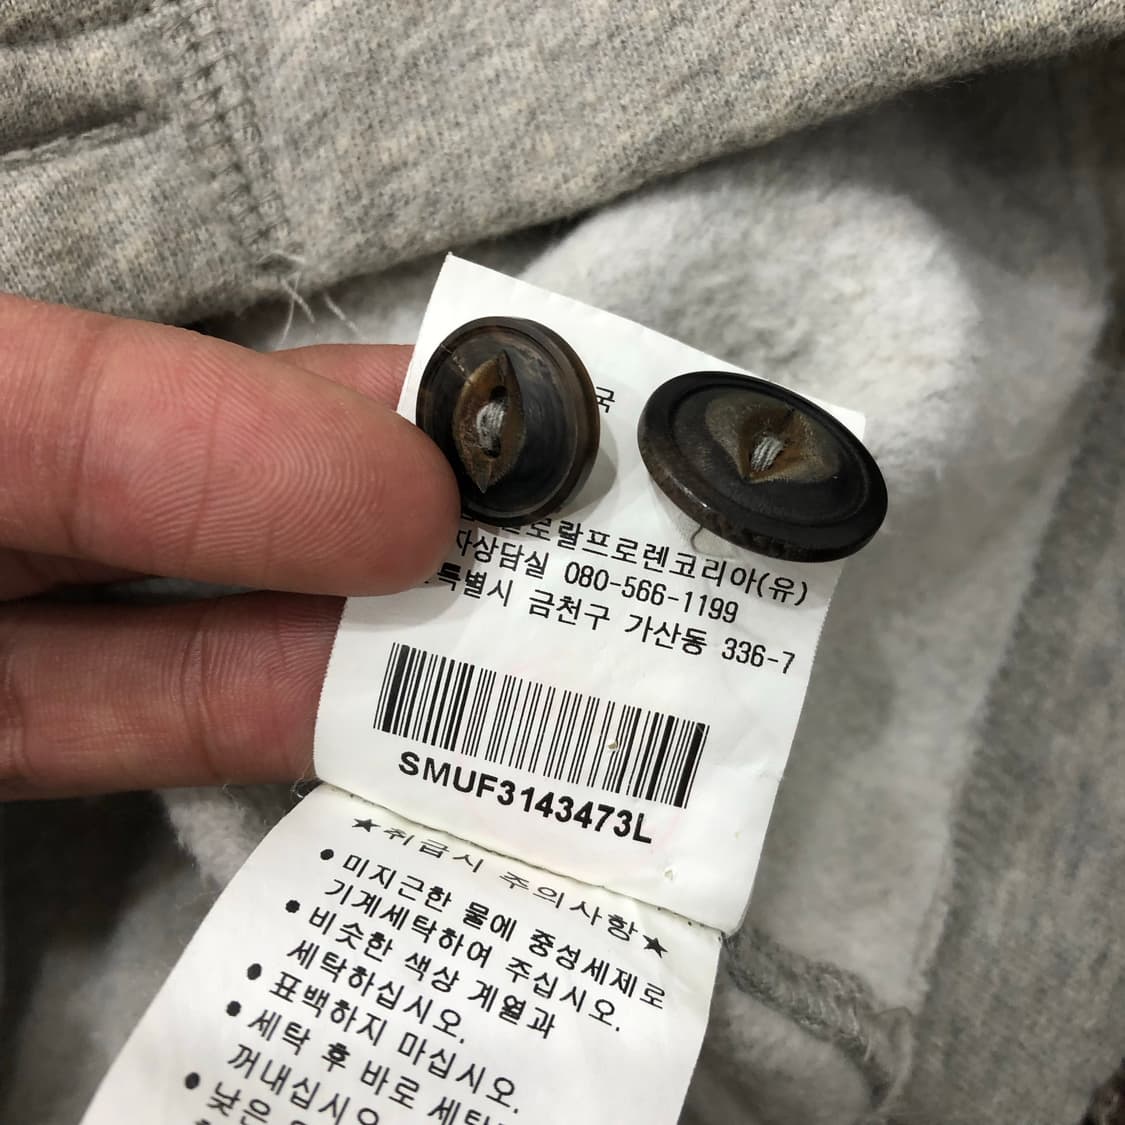 국
랄프로렌코리아(유)
자상담실 080-566-1199
특별시 금천구 가산동 336-7
SMUF3143473L
★취급시 주의사항★
● 미지근한 물에 중성세제로
기계세탁하여 주십시오.
● 비슷한 색상 계열과
세탁하십시오.
● 표백하지 마십시오.
● 세탁 후 바로 세탁
꺼내십시오
● 낮은